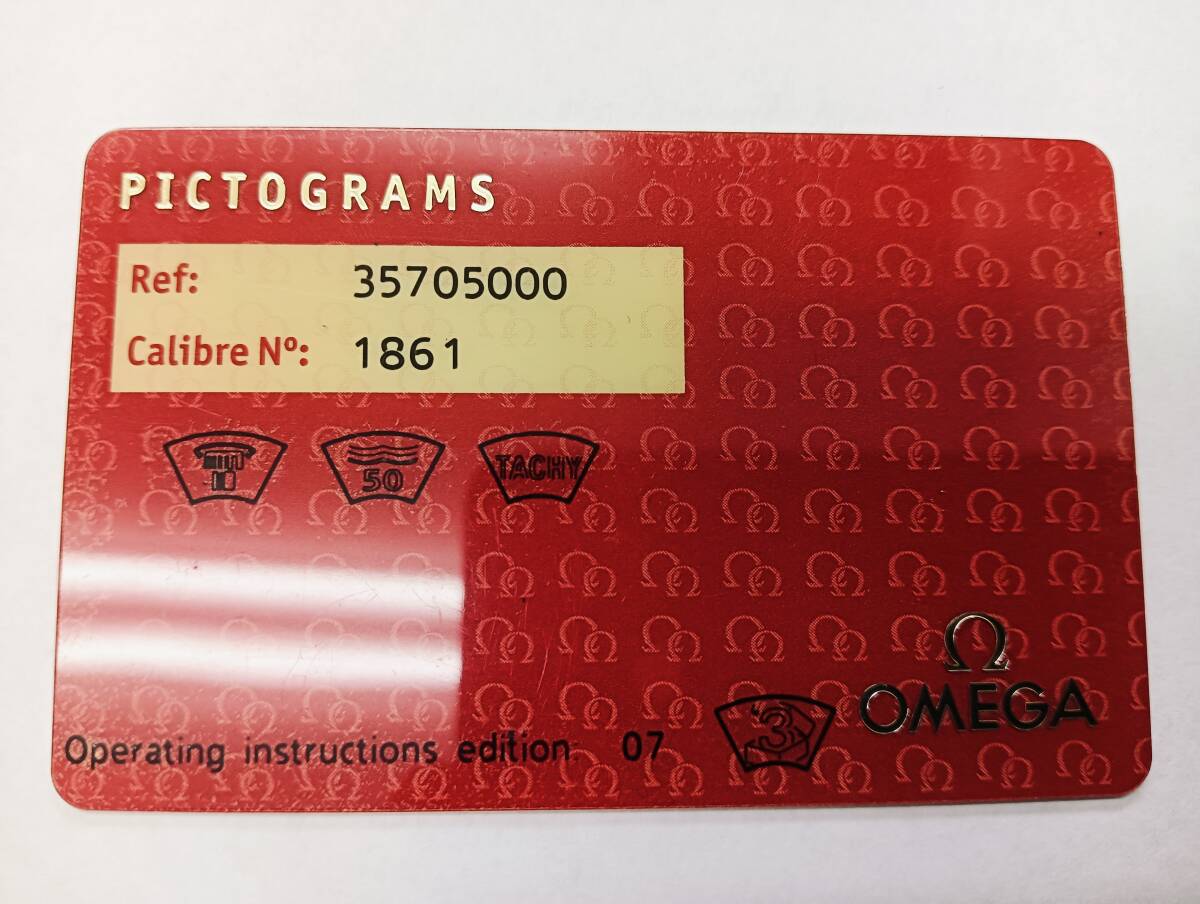 PICTOGRAMS
Ref: 35705000
Calibre Nº: 1861
50
TACHY
Operating instructions edition: 07
3
Ω
OMEGA